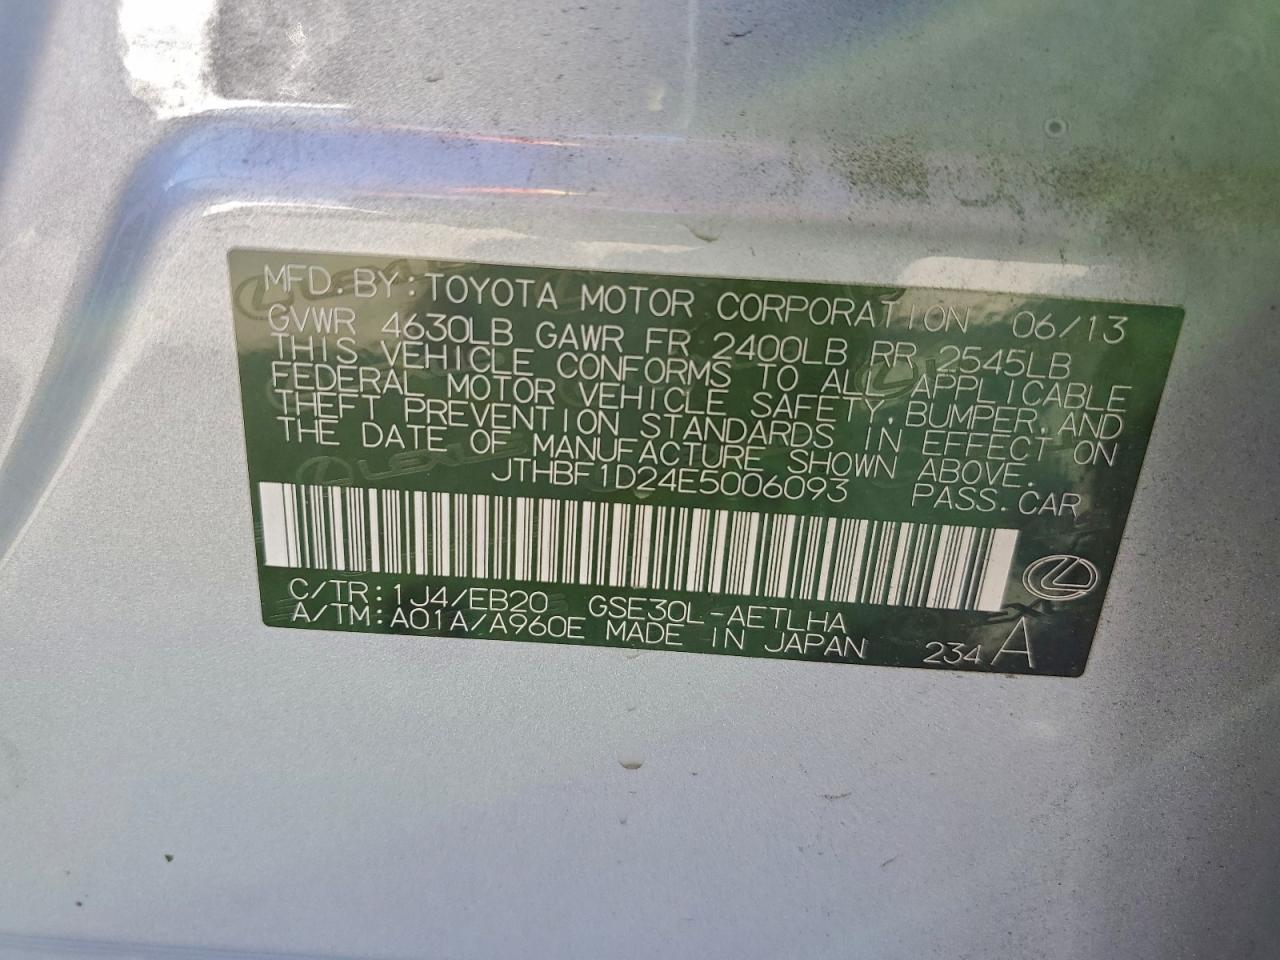 MFD. BY: TOYOTA MOTOR CORPORATION 06/13
GVWR 4630LB GAWR FR 2400LB RR 2545LB
THIS VEHICLE CONFORMS TO ALL APPLICABLE
FEDERAL MOTOR VEHICLE SAFETY, BUMPER, AND
THEFT PREVENTION STANDARDS IN EFFECT ON
THE DATE OF MANUFACTURE SHOWN ABOVE.
JTHBF1D24E5006093 PASS. CAR
C/TR: 1J4/EB20 GSE30L-AETLHA
A/TM: A01A/A960E MADE IN JAPAN 234 A